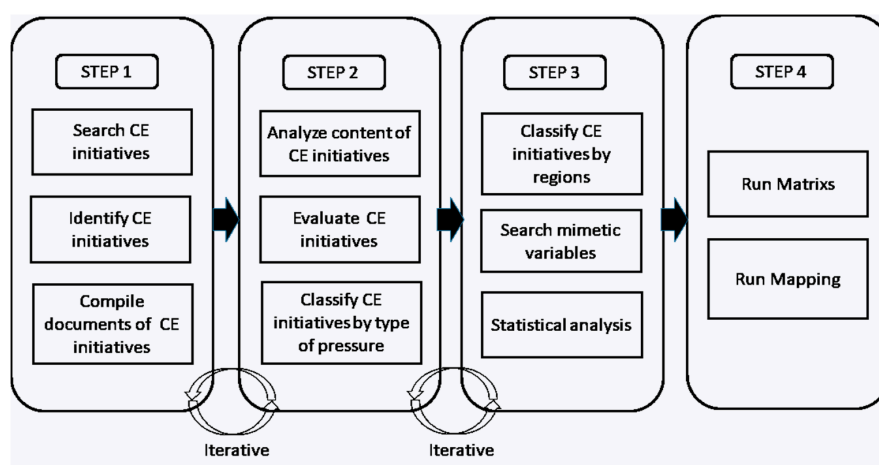 STEP 1
Search CE
initiatives
Identify CE
initiatives
Compile
documents of CE
initiatives
STEP 2
Analyze content of
CE initiatives
Evaluate CE
initiatives
Classify CE
initiatives by type
of pressure
STEP 3
Classify CE
initiatives by
regions
Search mimetic
variables
Statistical analysis
STEP 4
Run Matrixs
Run Mapping
Iterative
Iterative